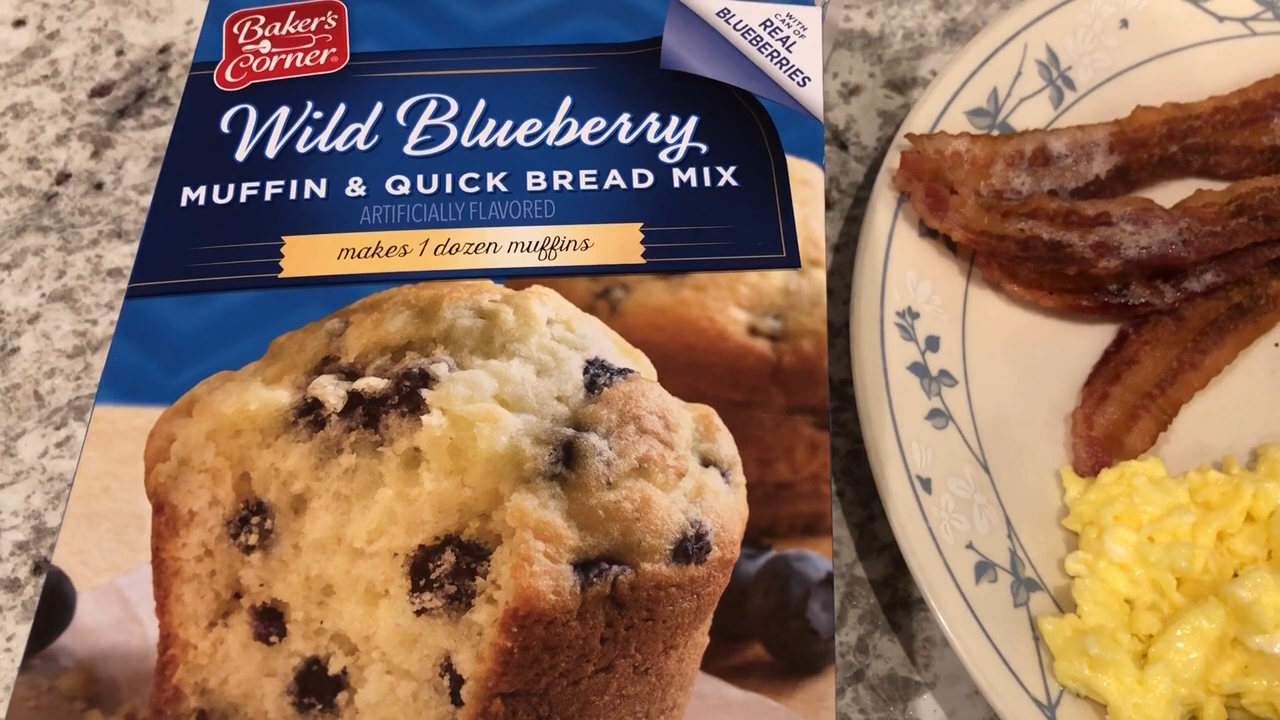 Baker's
Corner®
WITH
CAN OF
REAL
BLUEBERRIES
Wild Blueberry
MUFFIN & QUICK BREAD MIX
ARTIFICIALLY FLAVORED
makes 1 dozen muffins